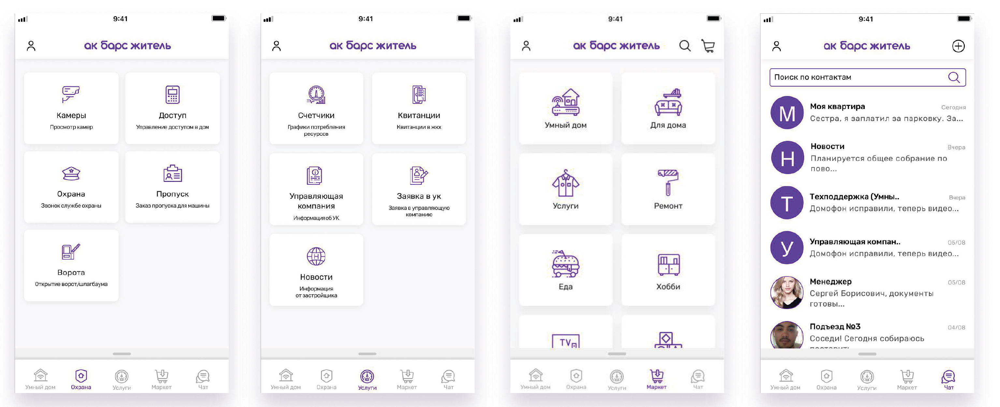 9:41
ак барс житель
Камеры
Просмотр камер
Доступ
Управление доступом в дом
Охрана
Звонок службе охраны
Пропуск
Заказ пропуска для машины
Ворота
Открытие ворот/шлагбаума
Умный дом
Охрана
Услуги
Маркет
Чат
9:41
ак барс житель
Счетчики
Графики потребления
ресурсов
Квитанции
Квитанции в жкх
Управляющая
компания
Информация об УК
Заявка в ук
Заявка в управляющую
компанию
H
Новости
Информация
от застройщика
Умный дом
Охрана
Услуги
Маркет
Чат
9:41
ак барс житель
Умный дом
Для дома
Услуги
Ремонт
Еда
Хобби
TV
Умный дом
Охрана
Услуги
Маркет
Чат
9:41
ак барс житель
Поиск по контактам
М
Моя квартира
Сегодня
Сестра, я заплатил за парковку. За...
Н
Новости
Вчера
Планируется общее собрание по
пово...
Т
Техподдержка (Умны..
Вчера
Домофон исправили, теперь видео...
У
Управляющая компан..
05/08
Домофон исправили, теперь видео...
Менеджер
05/08
Сергей Борисович, документы
готовы...
Подъезд №3
04/08
Соседи! Сегодня собираюсь
Умный дом
Охрана
Услуги
Маркет
Чат